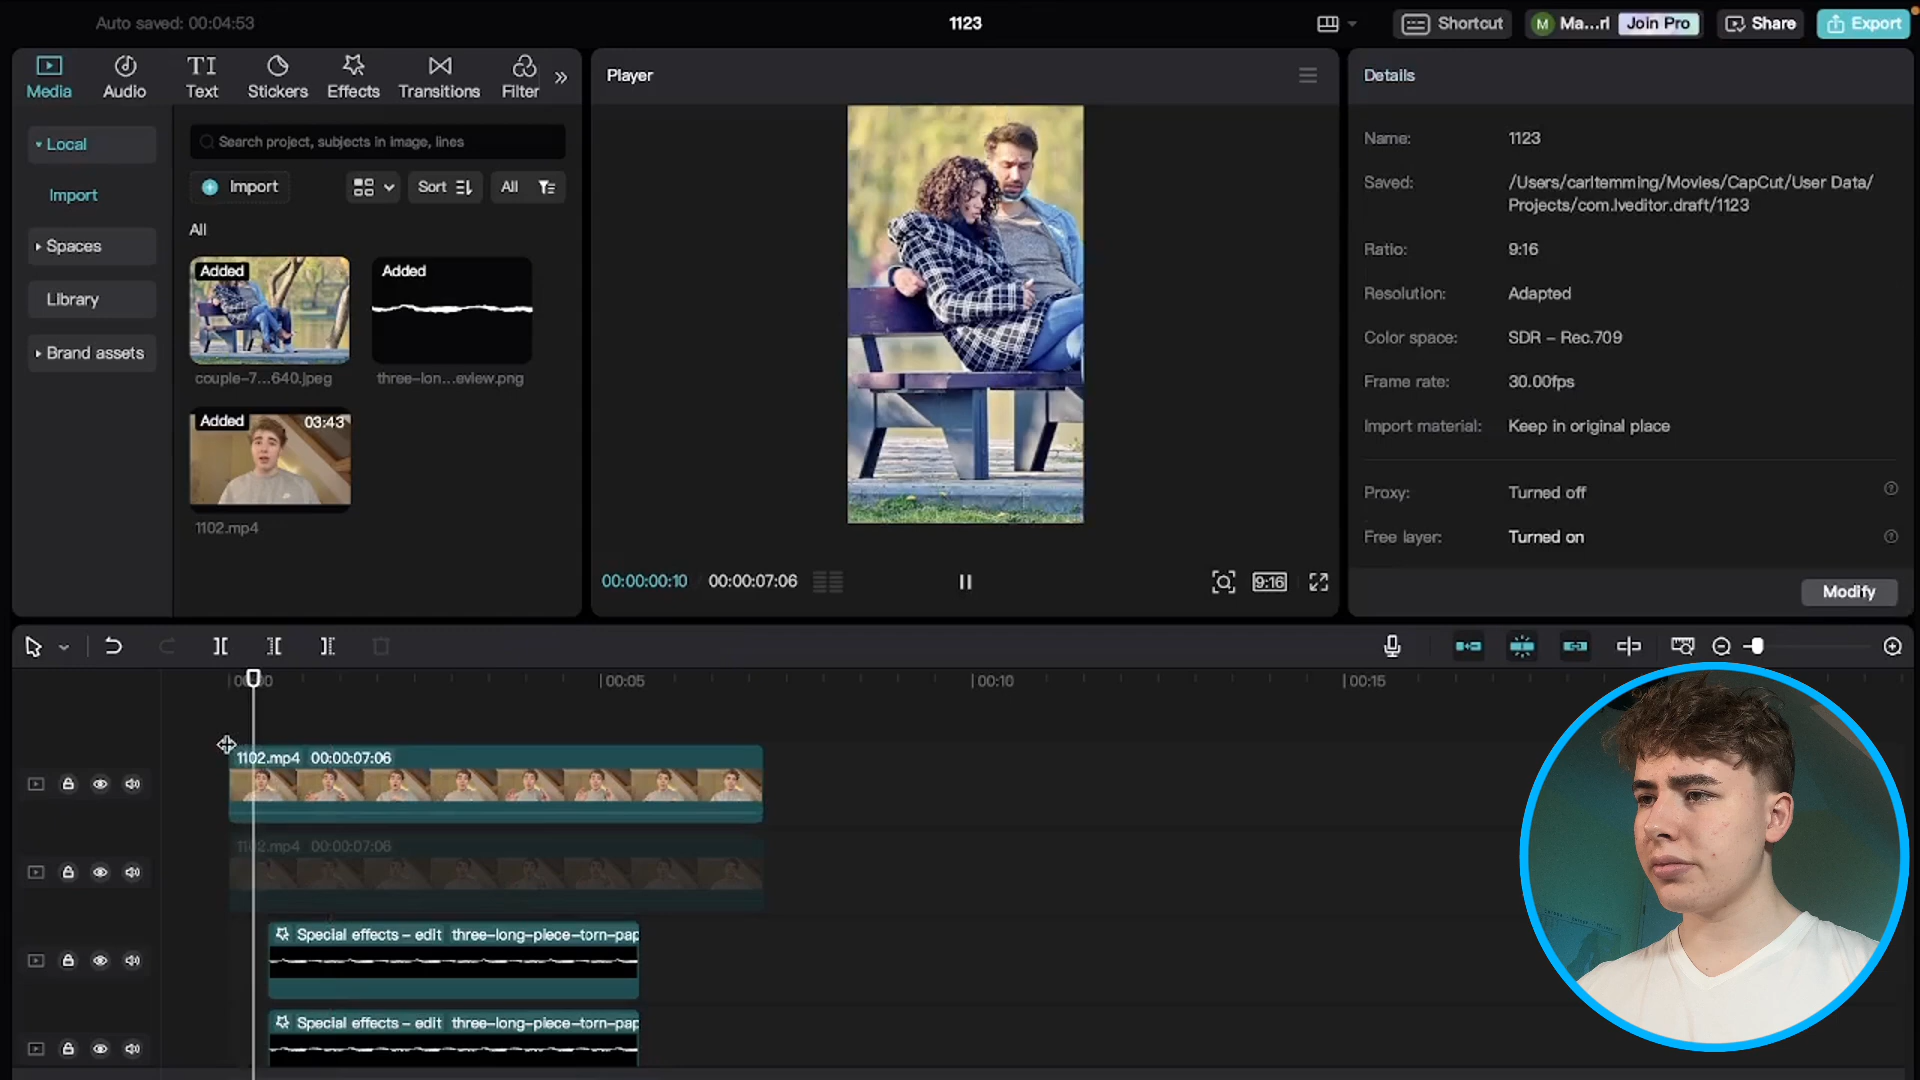 Auto saved: 00:04:53
1123
Shortcut
M
Ma...rl
Join Pro
Share
Export
Media
Audio
TI
Text
Stickers
Effects
Transitions
Filter
Local
Import
Spaces
Library
Brand assets
Search project, subjects in image, lines
Import
Sort
All
All
Added
Added
couple-7...640.jpeg
three-lon...eview.png
Added
03:43
1102.mp4
Player
00:00:00:10
00:00:07:06
9:16
Details
Name: 1123
Saved: /Users/carltemming/Movies/CapCut/User Data/
Projects/com.lveditor.draft/1123
Ratio: 9:16
Resolution: Adapted
Color space: SDR – Rec.709
Frame rate: 30.00fps
Import material: Keep in original place
Proxy: Turned off
Free layer: Turned on
Modify
00:05
00:10
00:15
1102.mp4 00:00:07:06
1102.mp4 00:00:07:06
Special effects – edit three-long-piece-torn-pap
Special effects – edit three-long-piece-torn-pap